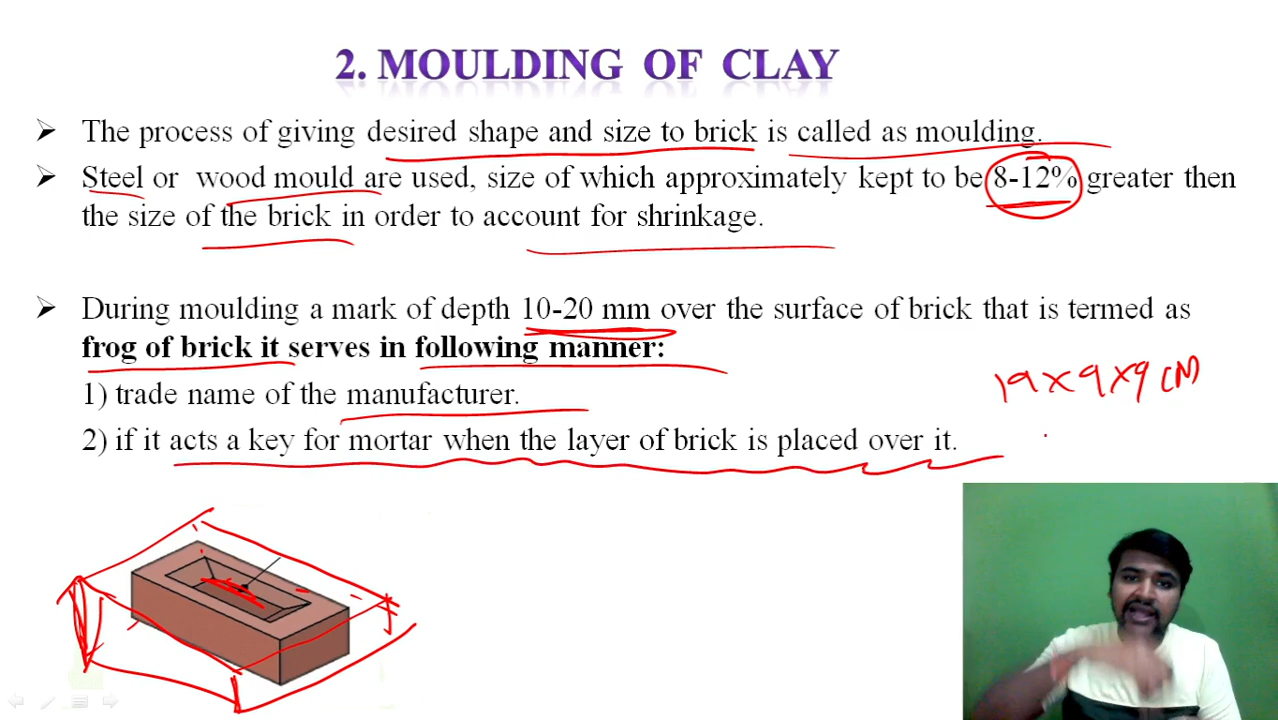 2. MOULDING OF CLAY
➢ The process of giving desired shape and size to brick is called as moulding.
➢ Steel or wood mould are used, size of which approximately kept to be 8-12% greater then
the size of the brick in order to account for shrinkage.
➢ During moulding a mark of depth 10-20 mm over the surface of brick that is termed as
frog of brick it serves in following manner:
1) trade name of the manufacturer.
19 x 9 x 9 CM
2) if it acts a key for mortar when the layer of brick is placed over it.